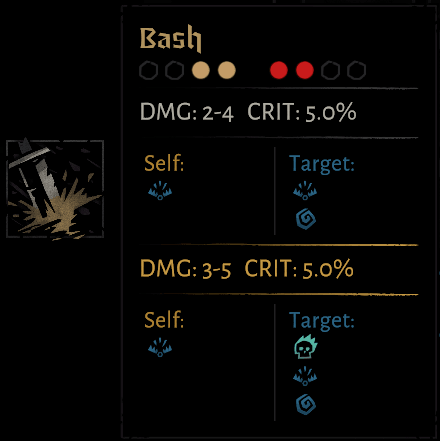 Bash
DMG: 2-4 CRIT: 5.0%
Self: Target:
DMG: 3-5 CRIT: 5.0%
Self: Target: